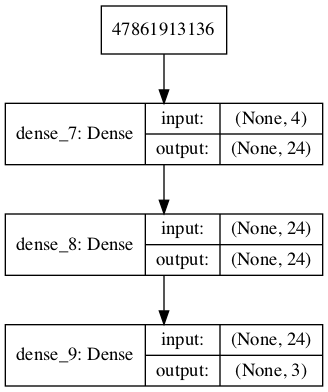 47861913136
dense_7: Dense
input: (None, 4)
output: (None, 24)
dense_8: Dense
input: (None, 24)
output: (None, 24)
dense_9: Dense
input: (None, 24)
output: (None, 3)